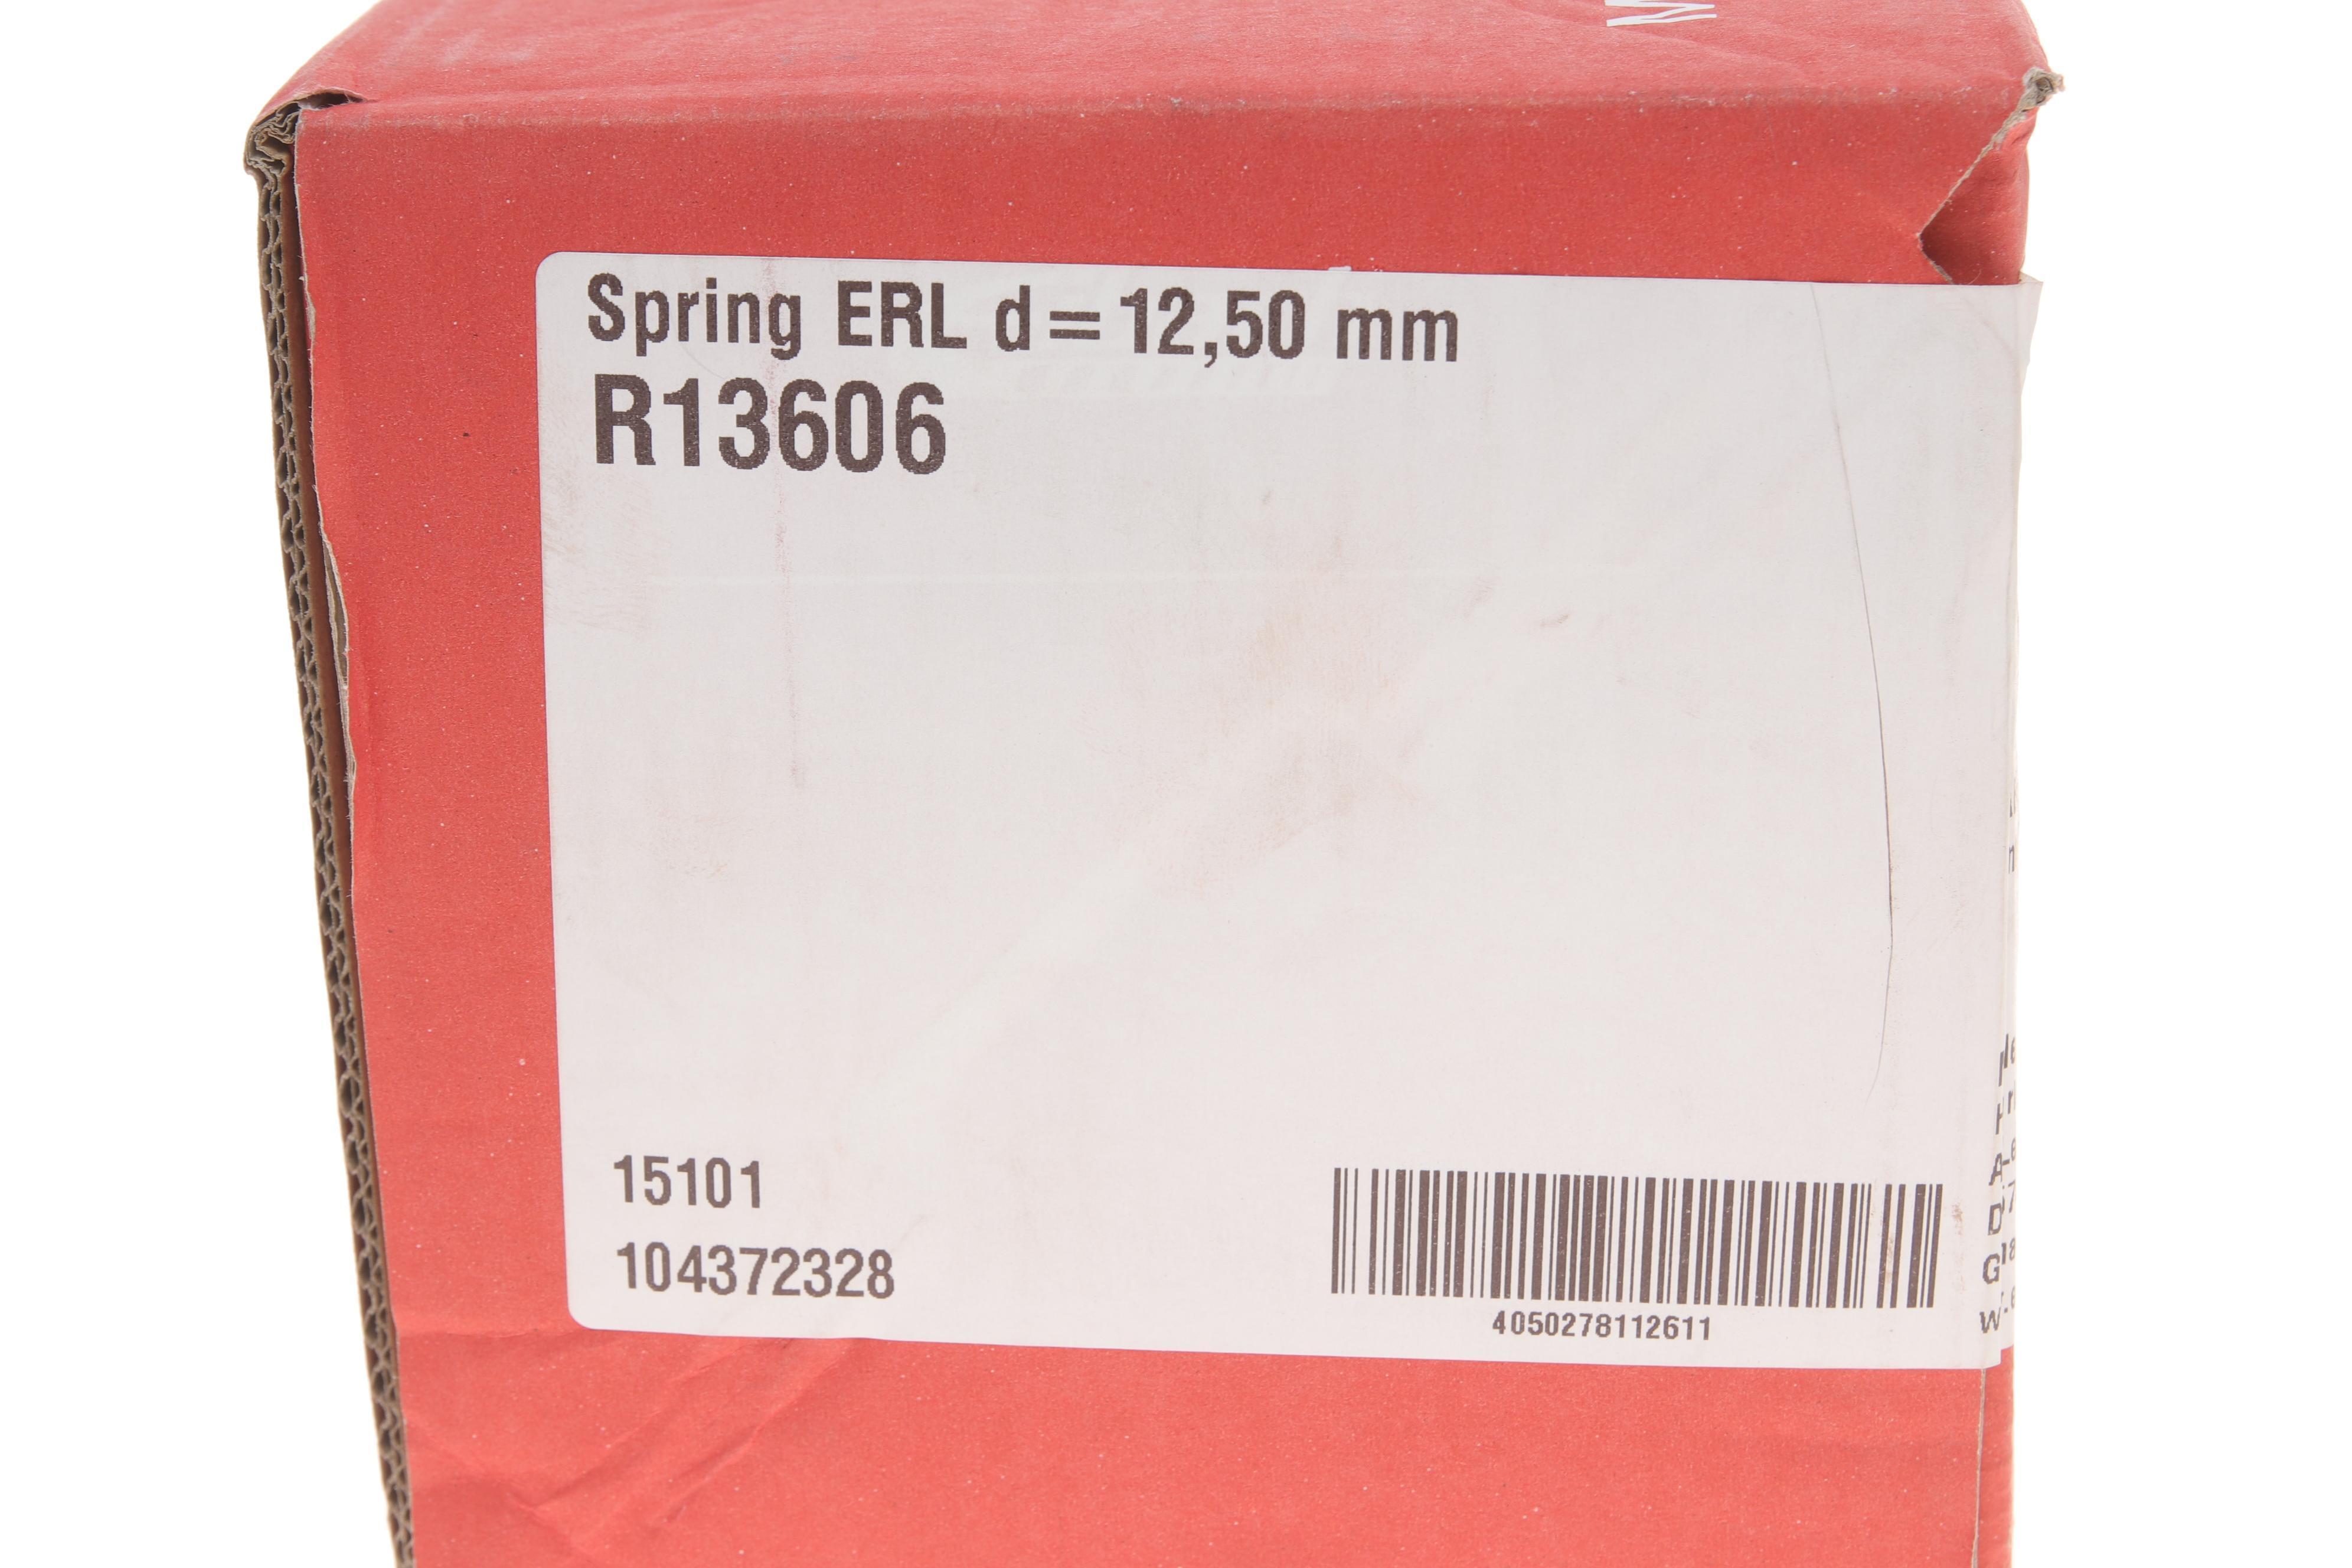 Spring ERL d=12,50 mm
R13606
15101
104372328
4050278112611